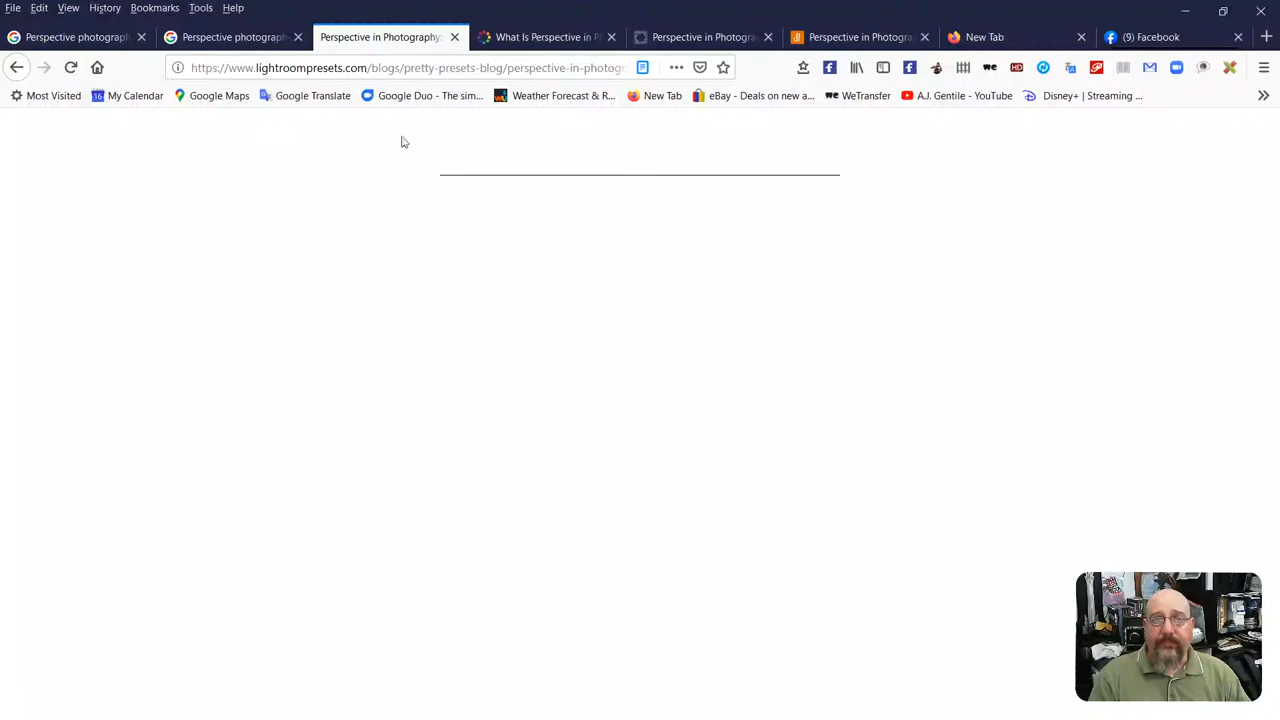 File Edit View History Bookmarks Tools Help
Perspective photograph Perspective photograph Perspective in Photography: What Is Perspective in P Perspective in Photogra Perspective in Photogra New Tab (9) Facebook
https://www.lightroompresets.com/blogs/pretty-presets-blog/perspective-in-photog
Most Visited 16 My Calendar Google Maps Google Translate Google Duo - The sim... Weather Forecast & R... New Tab eBay - Deals on new a... WeTransfer A.J. Gentile - YouTube Disney+ | Streaming ...